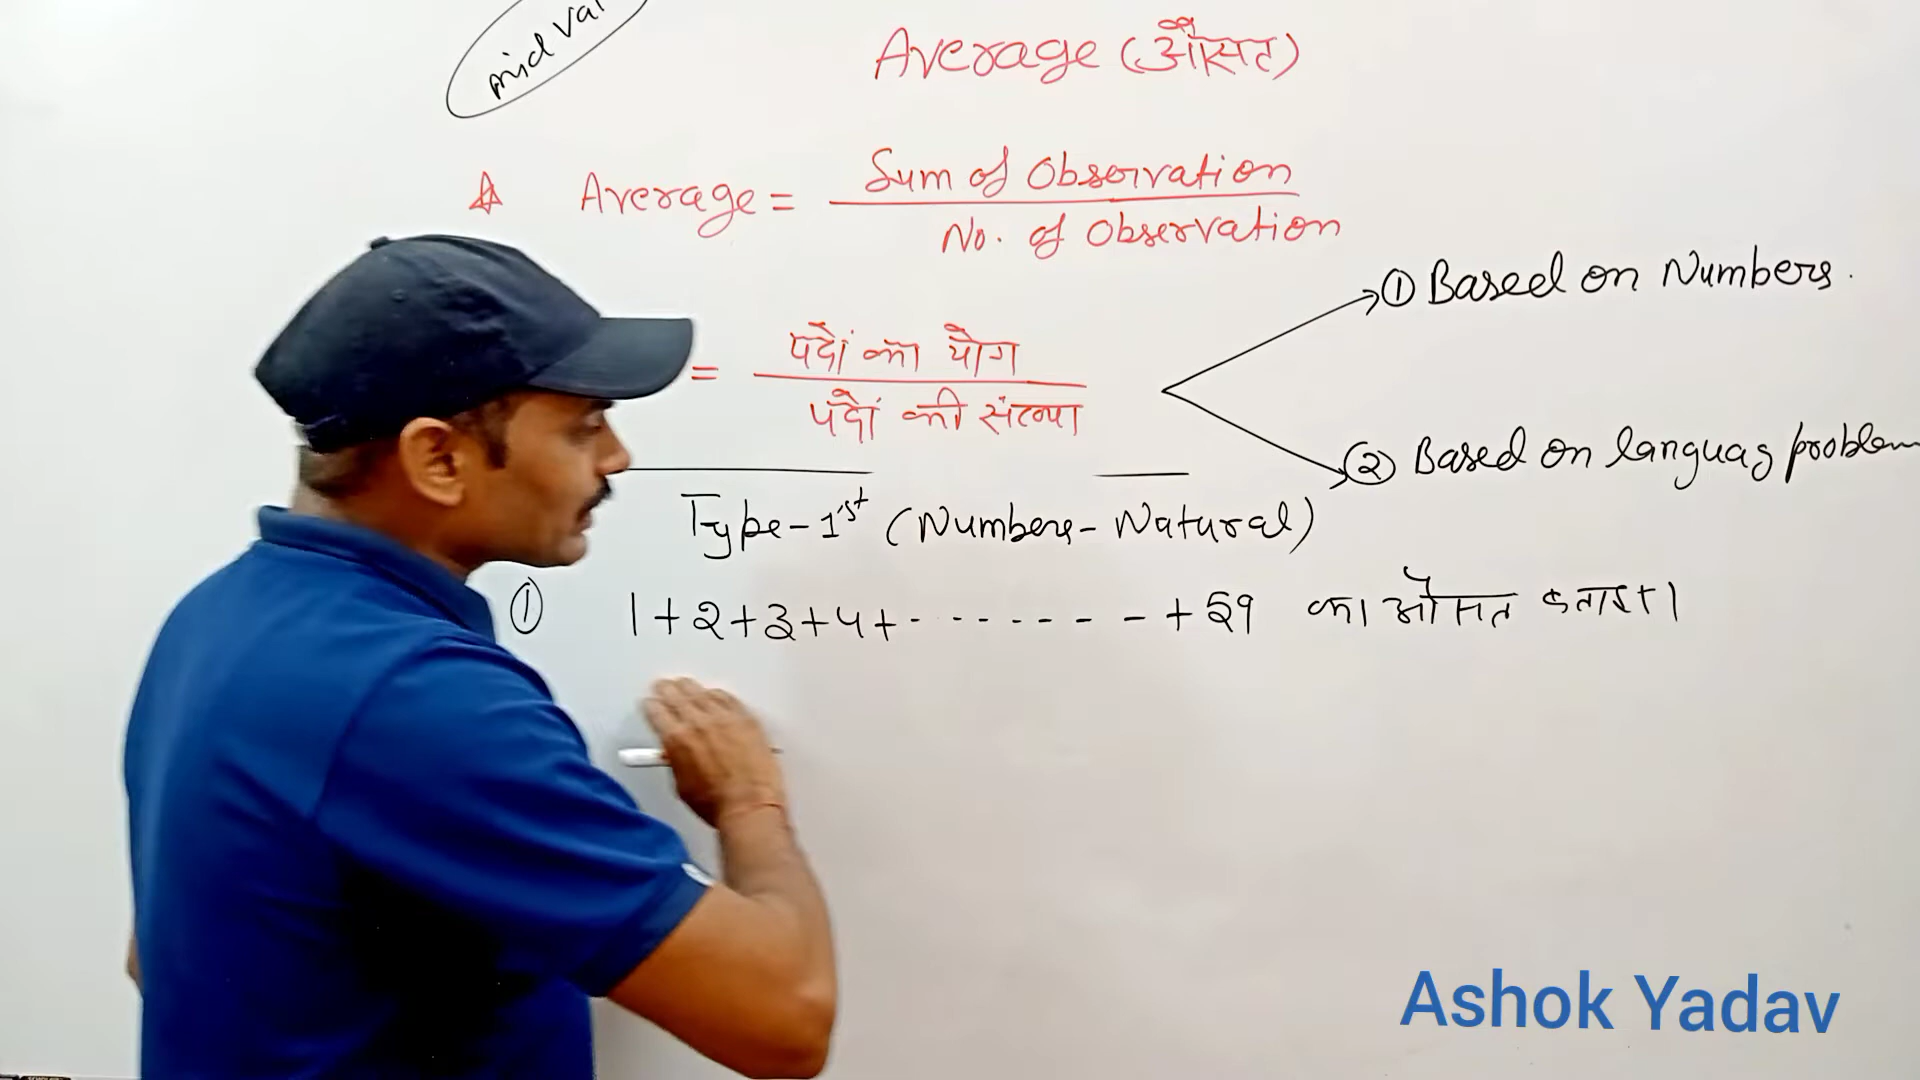 mid val
Average (औसत)
☆ Average = Sum of Observation
No. of Observation
① Based on Numbers.
= पदों का योग
पदों की संख्या
② Based on languag problem
Type-1st (Numbers-Natural)
① 1+2+3+4+-------+59 का औसत बताइए।
Ashok Yadav